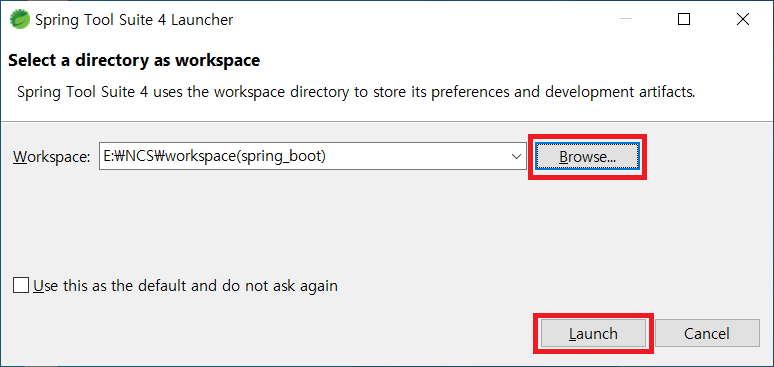 Spring Tool Suite 4 Launcher
Select a directory as workspace
Spring Tool Suite 4 uses the workspace directory to store its preferences and development artifacts.
Workspace: E:₩NCS₩workspace(spring_boot) Browse...
Use this as the default and do not ask again
Launch Cancel